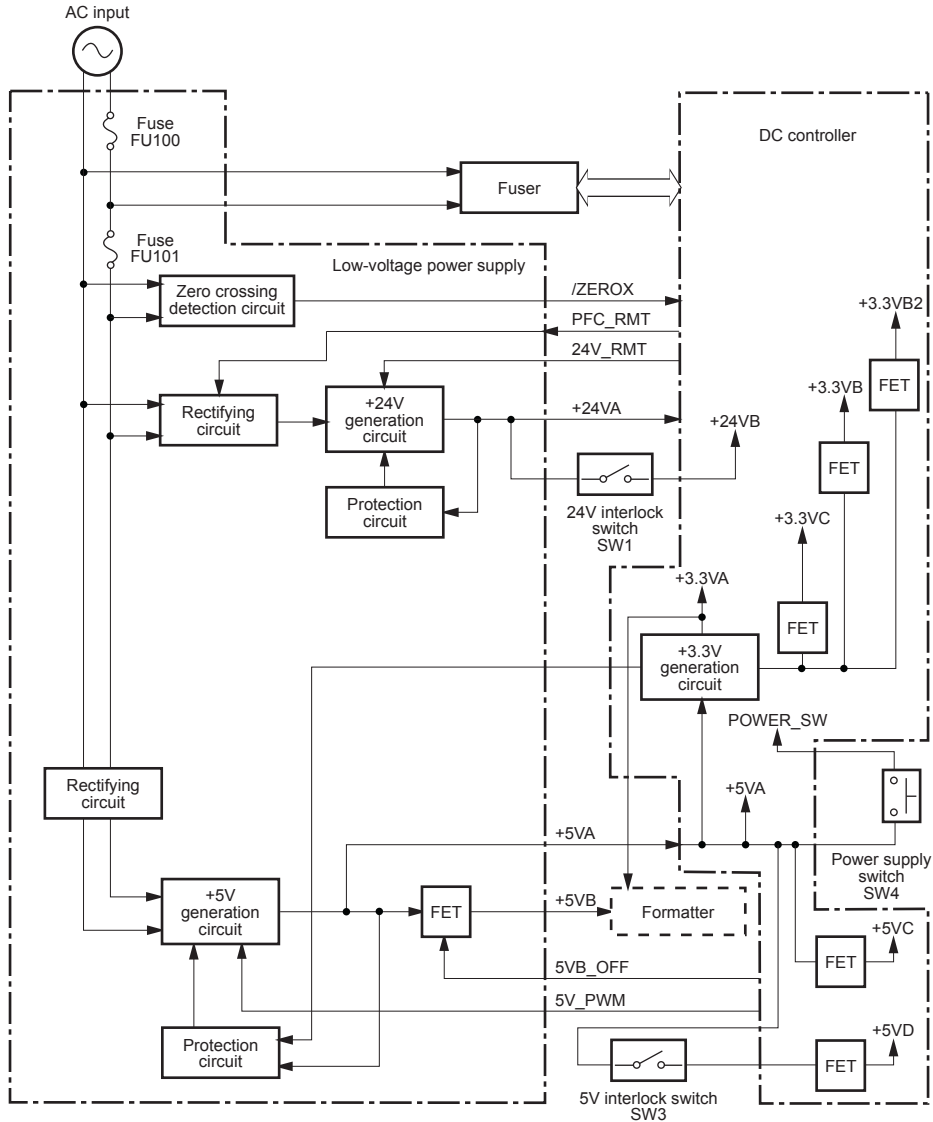 AC input
Fuse
FU100
DC controller
Fuser
Fuse
FU101
Low-voltage power supply
Zero crossing
detection circuit
/ZEROX
+3.3VB2
PFC_RMT
24V_RMT
FET
+3.3VB
Rectifying
circuit
+24V
generation
circuit
+24VA
+24VB
FET
Protection
circuit
24V interlock
switch
SW1
+3.3VC
+3.3VA
FET
+3.3V
generation
circuit
POWER_SW
Rectifying
circuit
+5VA
+5VA
Power supply
switch
SW4
+5V
generation
circuit
FET
+5VB
Formatter
+5VC
FET
5VB_OFF
5V_PWM
Protection
circuit
+5VD
FET
5V interlock switch
SW3